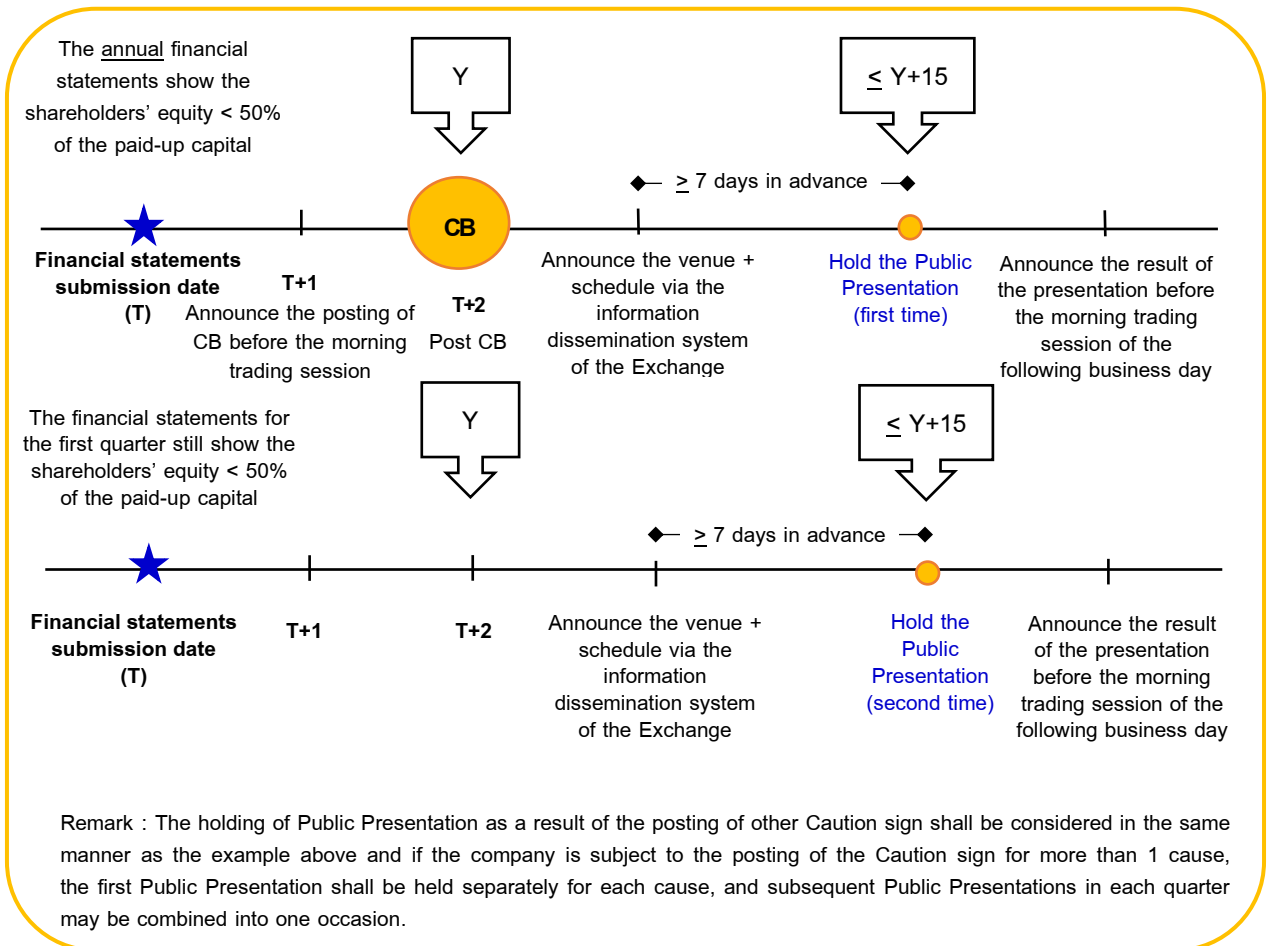 The annual financial
statements show the
shareholders’ equity < 50%
of the paid-up capital
Y
≤ Y+15
≥ 7 days in advance
CB
Financial statements
submission date
(T)
T+1
Announce the posting of
CB before the morning
trading session
T+2
Post CB
Announce the venue +
schedule via the
information
dissemination system
of the Exchange
Hold the Public
Presentation
(first time)
Announce the result of
the presentation before
the morning trading
session of the
following business day
The financial statements for
the first quarter still show the
shareholders’ equity < 50%
of the paid-up capital
Y
≤ Y+15
≥ 7 days in advance
Financial statements
submission date
(T)
T+1
T+2
Announce the venue +
schedule via the
information
dissemination system
of the Exchange
Hold the
Public
Presentation
(second time)
Announce the result
of the presentation
before the morning
trading session of the
following business day
Remark : The holding of Public Presentation as a result of the posting of other Caution sign shall be considered in the same
manner as the example above and if the company is subject to the posting of the Caution sign for more than 1 cause,
the first Public Presentation shall be held separately for each cause, and subsequent Public Presentations in each quarter
may be combined into one occasion.